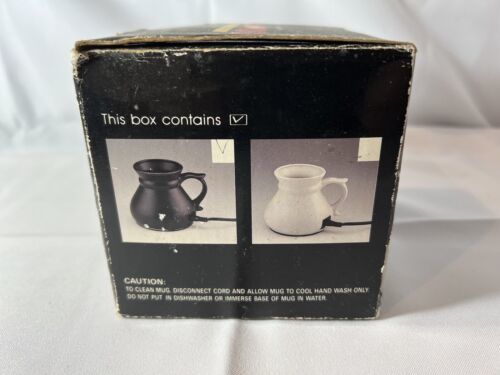 This box contains
CAUTION:
TO CLEAN MUG, DISCONNECT CORD AND ALLOW MUG TO COOL HAND WASH ONLY.
DO NOT PUT IN DISHWASHER OR IMMERSE BASE OF MUG IN WATER.